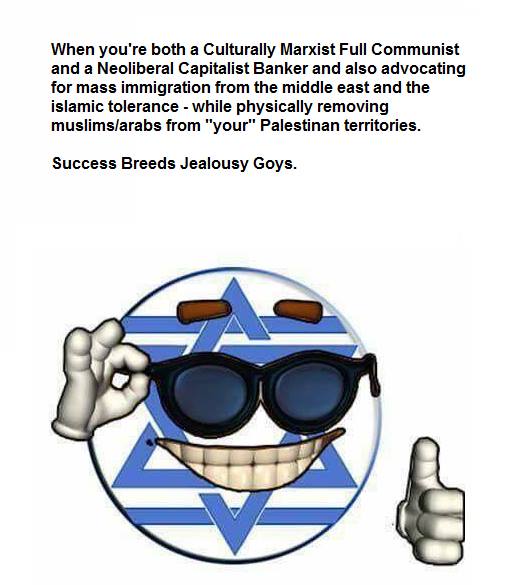 When you're both a Culturally Marxist Full Communist
and a Neoliberal Capitalist Banker and also advocating
for mass immigration from the middle east and the
islamic tolerance - while physically removing
muslims/arabs from "your" Palestinan territories.
Success Breeds Jealousy Goys.